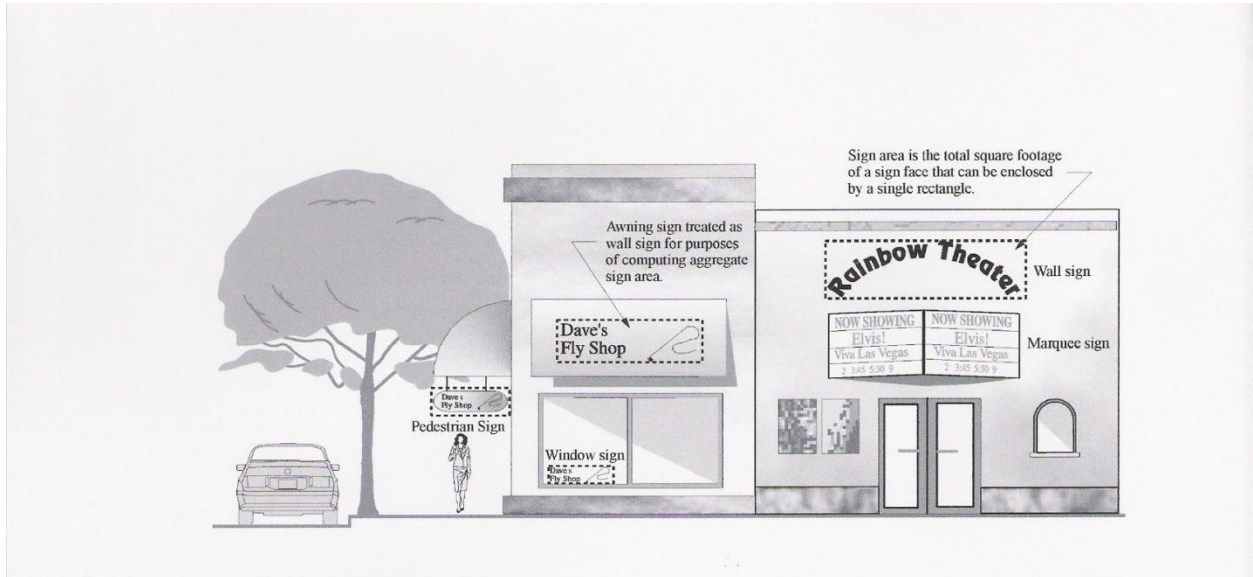 Sign area is the total square footage
of a sign face that can be enclosed
by a single rectangle.
Awning sign treated as
wall sign for purposes
of computing aggregate
sign area.
Rainbow Theater
Wall sign
Dave's
Fly Shop
NOW SHOWING
Elvis!
Viva Las Vegas
2 3:45 5:30 9
NOW SHOWING
Elvis!
Viva Las Vegas
2 3:45 5:30 9
Marquee sign
Dave's
Fly Shop
Pedestrian Sign
Window sign
Dave's
Fly Shop